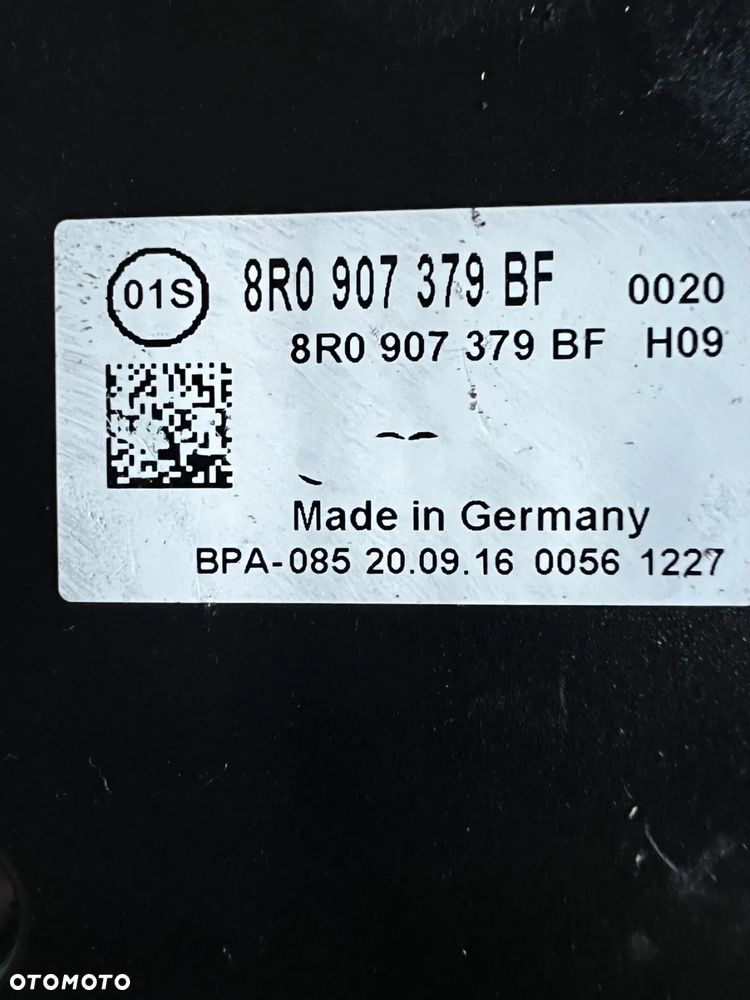 01S 8R0 907 379 BF 0020
8R0 907 379 BF H09
Made in Germany
BPA-085 20.09.16 0056 1227
OTOMOTO